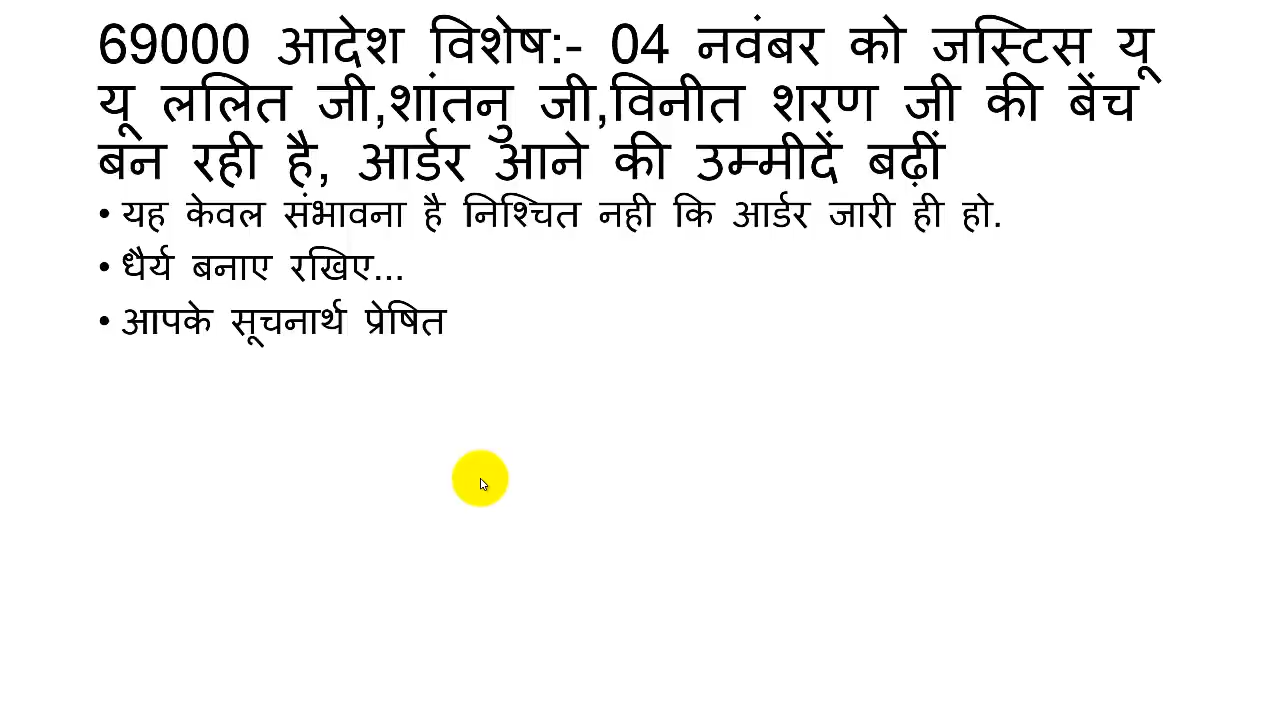 69000 आदेश विशेष:- 04 नवंबर को जस्टिस यू
यू ललित जी,शांतनु जी,विनीत शरण जी की बेंच
बन रही है, आर्डर आने की उम्मीदें बढ़ीं
• यह केवल संभावना है निश्चित नही कि आर्डर जारी ही हो.
• धैर्य बनाए रखिए...
• आपके सूचनार्थ प्रेषित